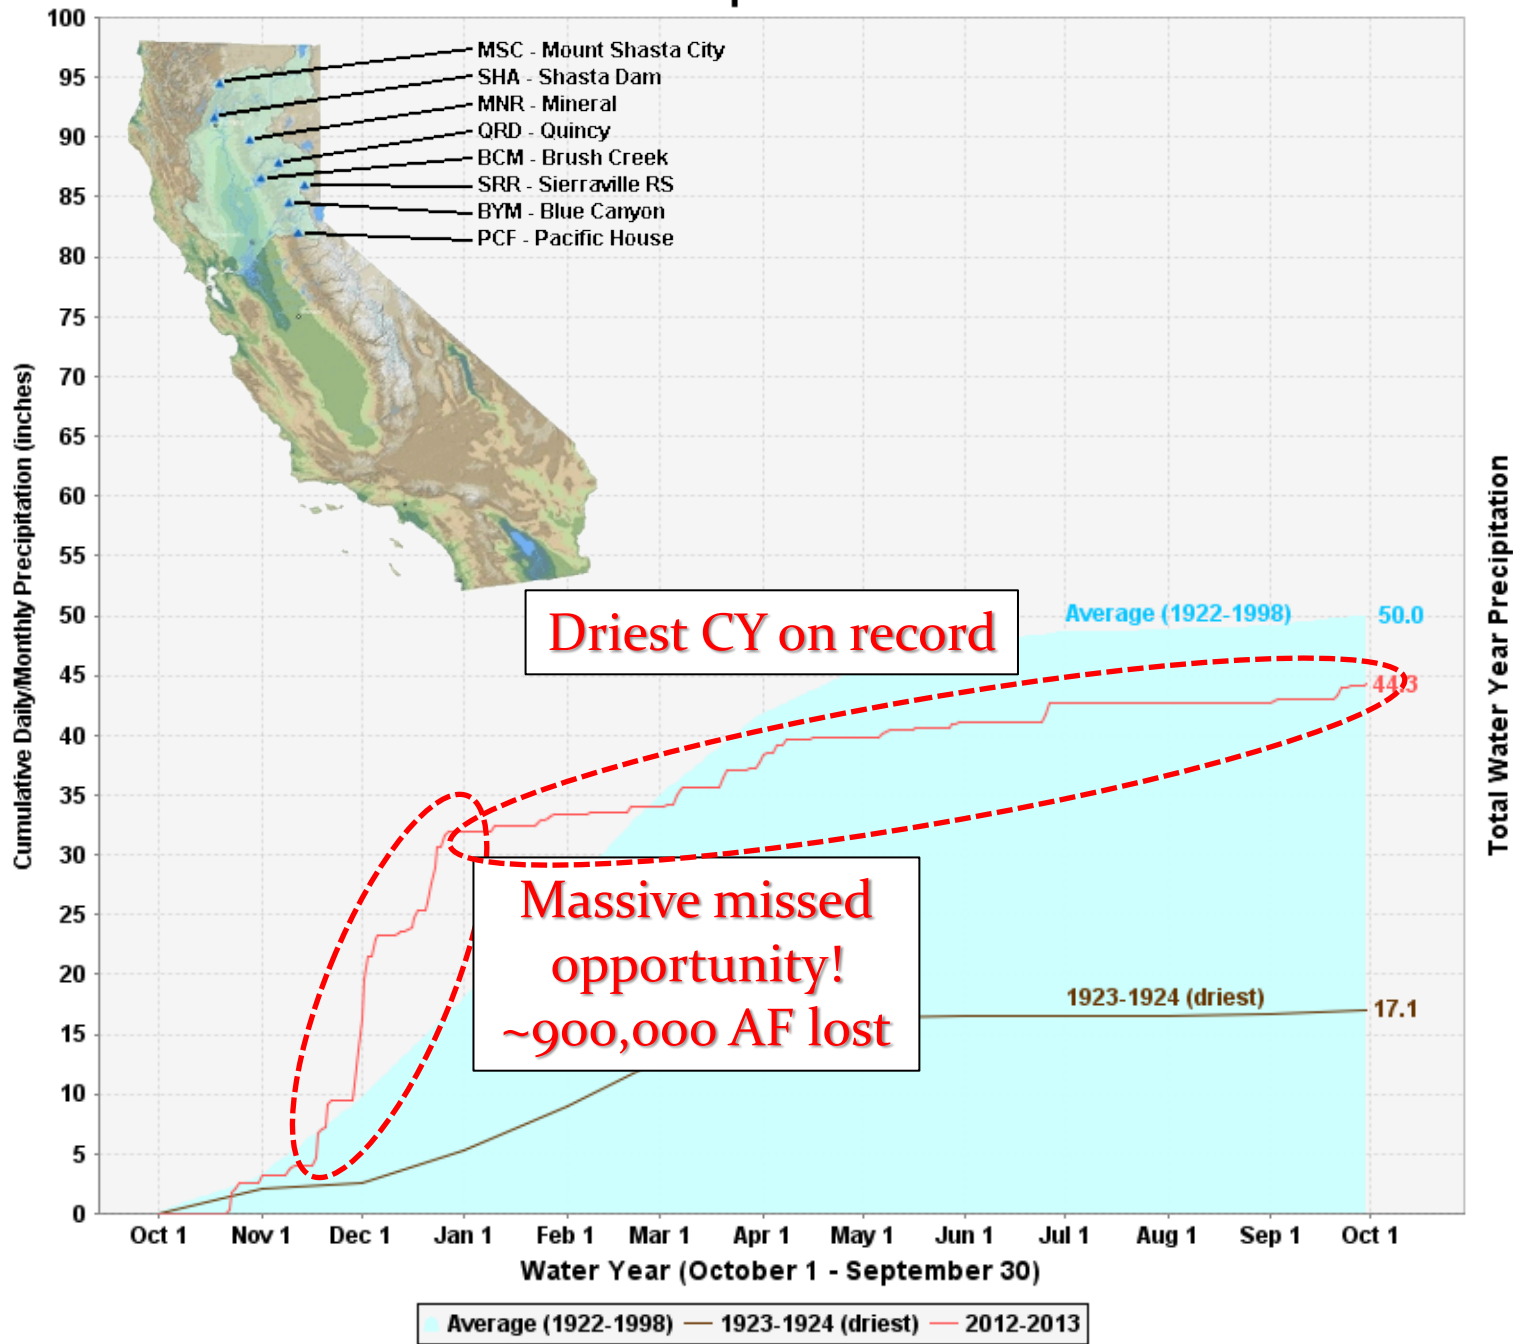 100
95
90
85
80
75
70
65
60
55
50
45
40
35
30
25
20
15
10
5
0
Cumulative Daily/Monthly Precipitation (inches)
MSC - Mount Shasta City
SHA - Shasta Dam
MNR - Mineral
QRD - Quincy
BCM - Brush Creek
SRR - Sierraville RS
BYM - Blue Canyon
PCF - Pacific House
Driest CY on record
Average (1922-1998)
50.0
44.3
Massive missed
opportunity!
~900,000 AF lost
1923-1924 (driest)
17.1
Total Water Year Precipitation
Oct 1 Nov 1 Dec 1 Jan 1 Feb 1 Mar 1 Apr 1 May 1 Jun 1 Jul 1 Aug 1 Sep 1 Oct 1
Water Year (October 1 - September 30)
Average (1922-1998) 1923-1924 (driest) 2012-2013